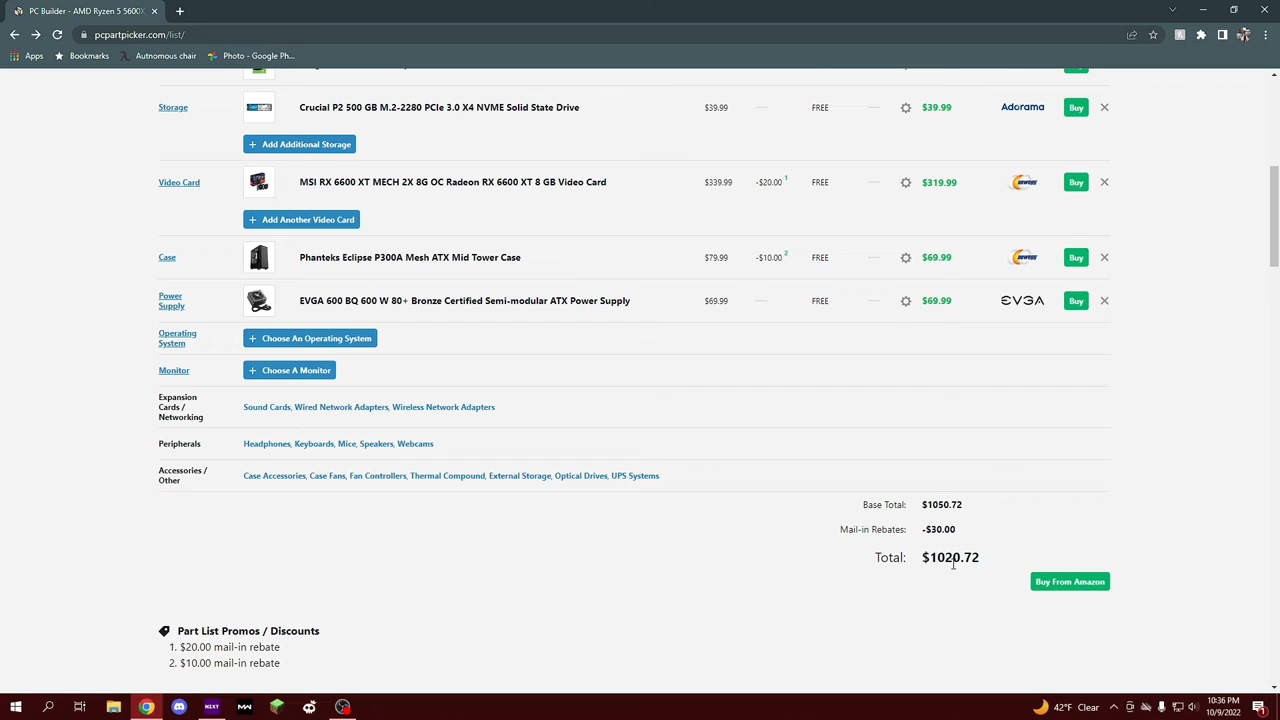 PC Builder - AMD Ryzen 5 5600X
pcpartpicker.com/list/
Apps
Bookmarks
Autnomous chair
Photo - Google Ph...
Storage
Crucial P2 500 GB M.2-2280 PCIe 3.0 X4 NVME Solid State Drive
$39.99
FREE
$39.99
Adorama
Buy
+ Add Additional Storage
Video Card
MSI RX 6600 XT MECH 2X 8G OC Radeon RX 6600 XT 8 GB Video Card
$339.99
-$20.00 1
FREE
$319.99
newegg
Buy
+ Add Another Video Card
Case
Phanteks Eclipse P300A Mesh ATX Mid Tower Case
$79.99
-$10.00 2
FREE
$69.99
newegg
Buy
Power
Supply
EVGA 600 BQ 600 W 80+ Bronze Certified Semi-modular ATX Power Supply
$69.99
FREE
$69.99
EVGA
Buy
Operating
System
+ Choose An Operating System
Monitor
+ Choose A Monitor
Expansion
Cards /
Networking
Sound Cards, Wired Network Adapters, Wireless Network Adapters
Peripherals
Headphones, Keyboards, Mice, Speakers, Webcams
Accessories /
Other
Case Accessories, Case Fans, Fan Controllers, Thermal Compound, External Storage, Optical Drives, UPS Systems
Base Total: $1050.72
Mail-in Rebates: -$30.00
Total: $1020.72
Buy From Amazon
Part List Promos / Discounts
1. $20.00 mail-in rebate
2. $10.00 mail-in rebate
NZXT
42°F Clear
10:36 PM
10/9/2022